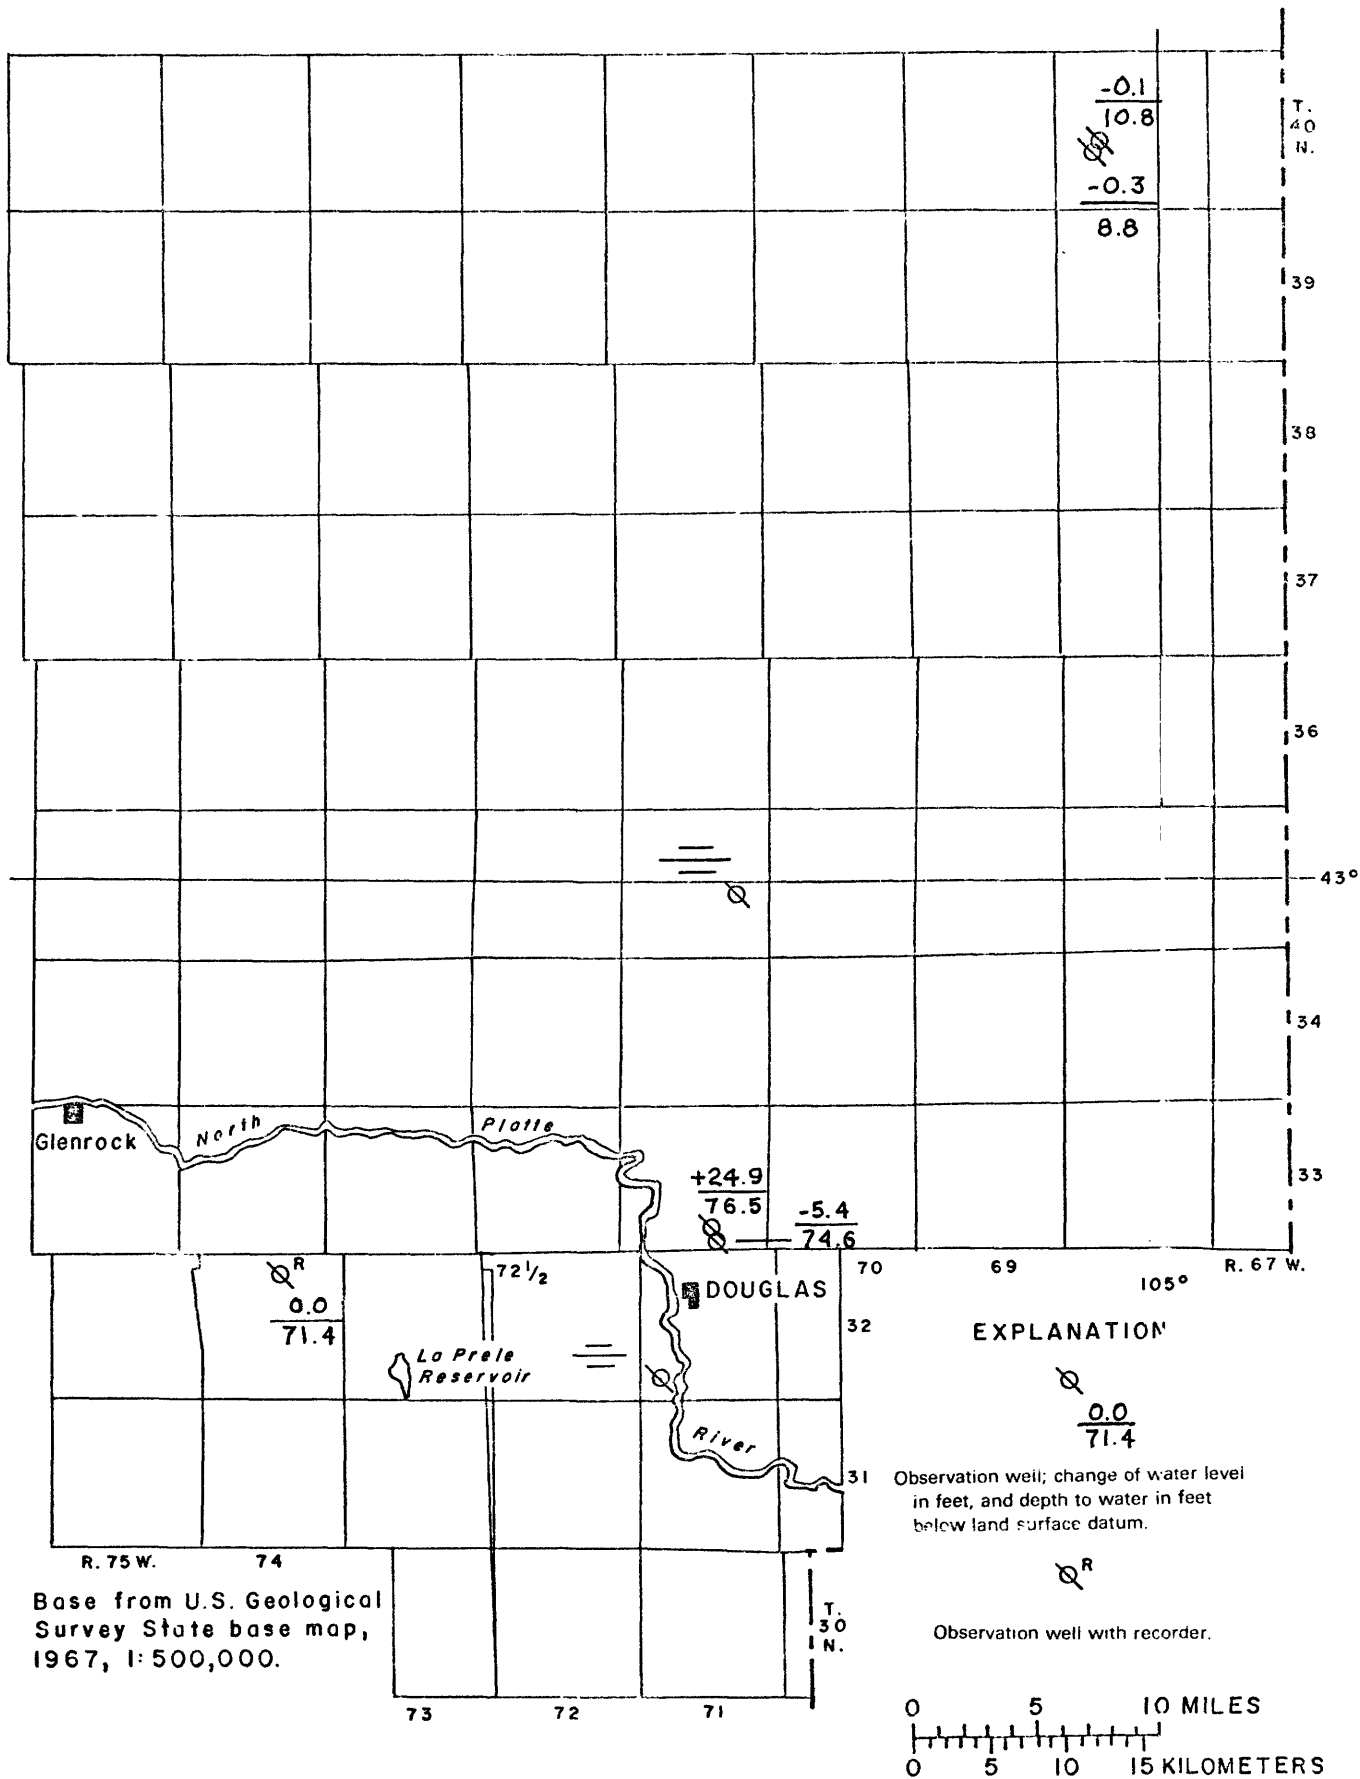 -0.1
10.8
T.
40
N.
-0.3
8.8
39
38
37
36
43°
34
Glenrock
North
Platte
33
+24.9
76.5
-5.4
74.6
R
0.0
71.4
72 1/2
DOUGLAS
70
69
105°
R. 67 W.
32
La Prele
Reservoir
River
31
EXPLANATION
0.0
71.4
Observation well; change of water level
in feet, and depth to water in feet
below land surface datum.
R
Observation well with recorder.
R. 75 W.
74
Base from U.S. Geological
Survey State base map,
1967, 1:500,000.
T.
30
N.
73
72
71
0 5 10 MILES
0 5 10 15 KILOMETERS